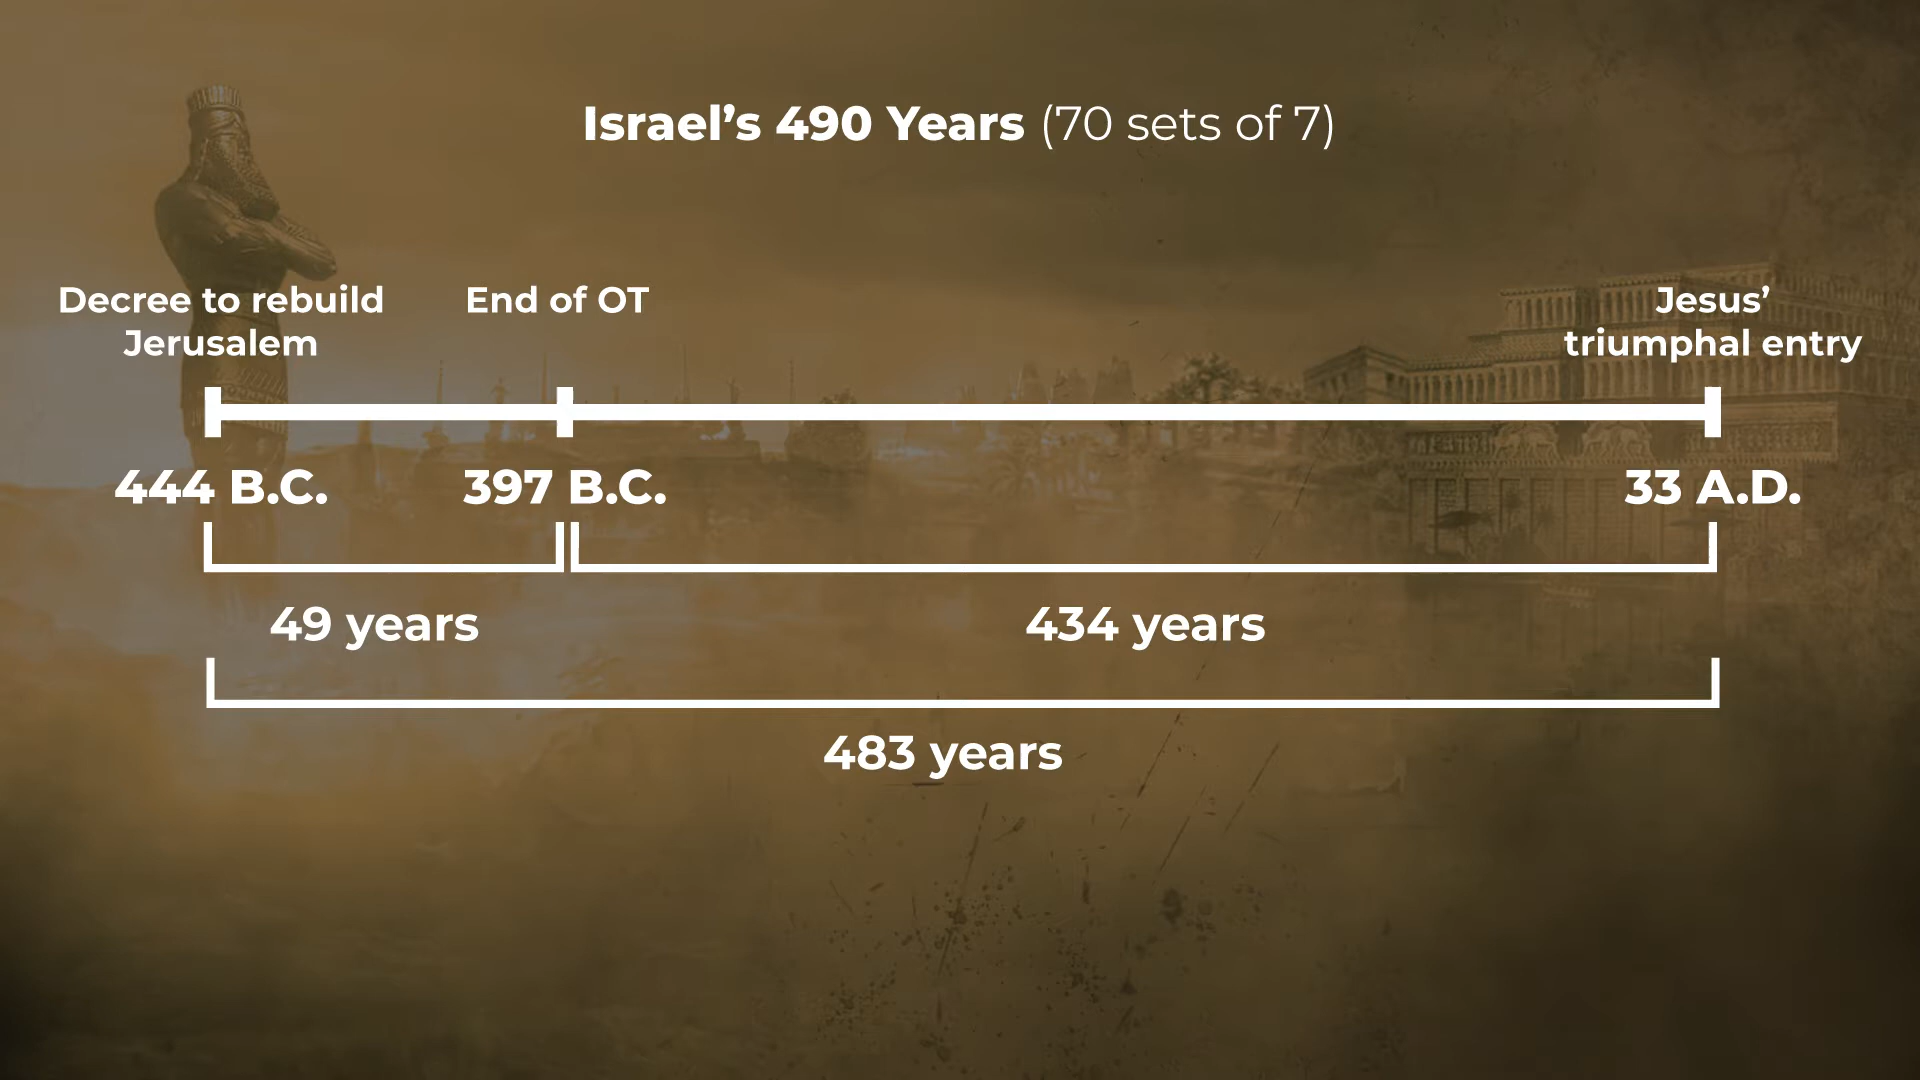 Israel’s 490 Years (70 sets of 7)
Decree to rebuild
Jerusalem
End of OT
Jesus’
triumphal entry
444 B.C.
397 B.C.
33 A.D.
49 years
434 years
483 years